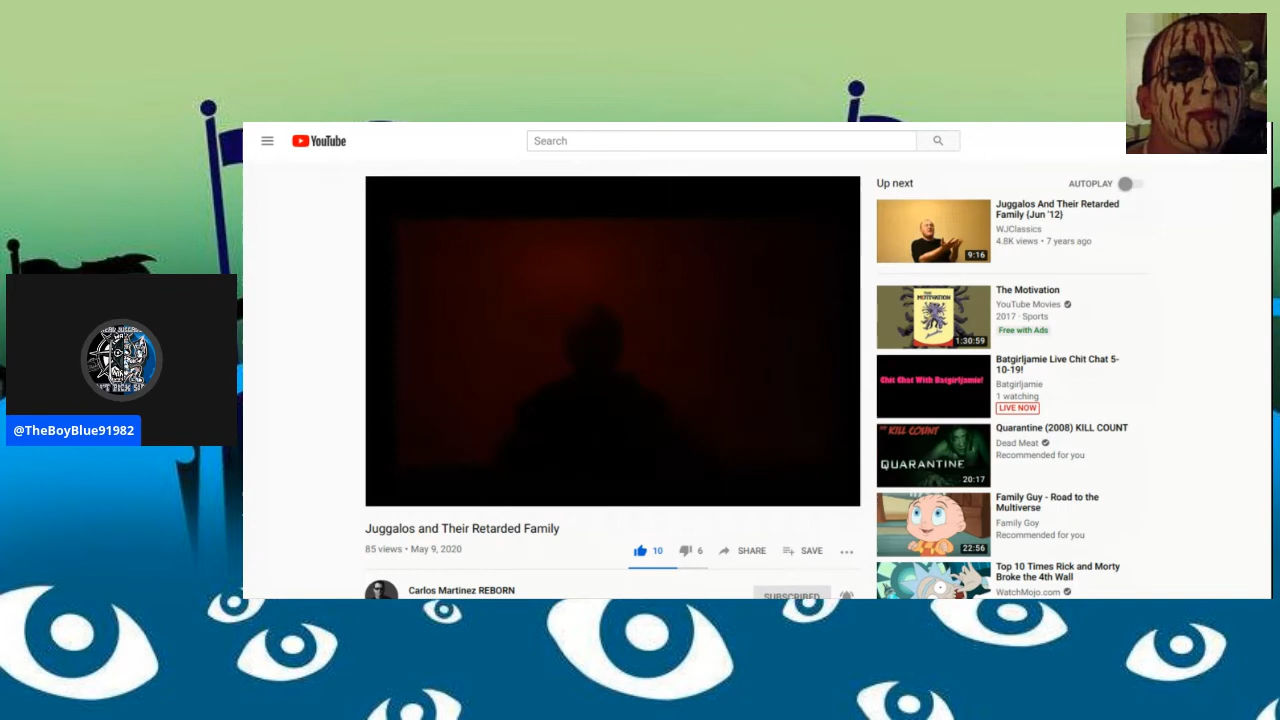 YouTube
Search
Up next
AUTOPLAY
Juggalos And Their Retarded
Family {Jun '12}
WJClassics
4.8K views • 7 years ago
9:16
THE MOTIVATION
The Motivation
YouTube Movies
2017 · Sports
Free with Ads
1:30:59
Chit Chat With Batgirljamie!
Batgirljamie Live Chit Chat 5-
10-19!
Batgirljamie
1 watching
LIVE NOW
KILL COUNT
QUARANTINE
20:17
Quarantine (2008) KILL COUNT
Dead Meat
Recommended for you
Family Guy - Road to the
Multiverse
Family Goy
Recommended for you
22:56
Top 10 Times Rick and Morty
Broke the 4th Wall
WatchMojo.com
Juggalos and Their Retarded Family
85 views • May 9, 2020
10
6
SHARE
SAVE
Carlos Martinez REBORN
SUBSCRIBED
@TheBoyBlue91982